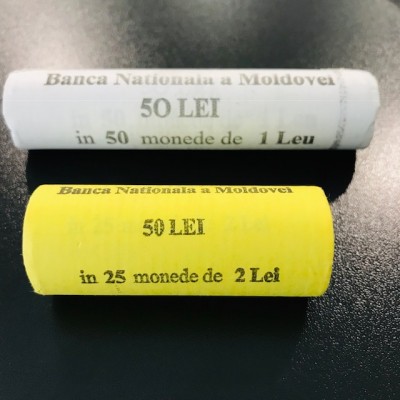 Banca Nationala a Moldovei
50 LEI
in 50 monede de 1 Leu
Banca Nationala a Moldovei
50 LEI
in 25 monede de 2 Lei